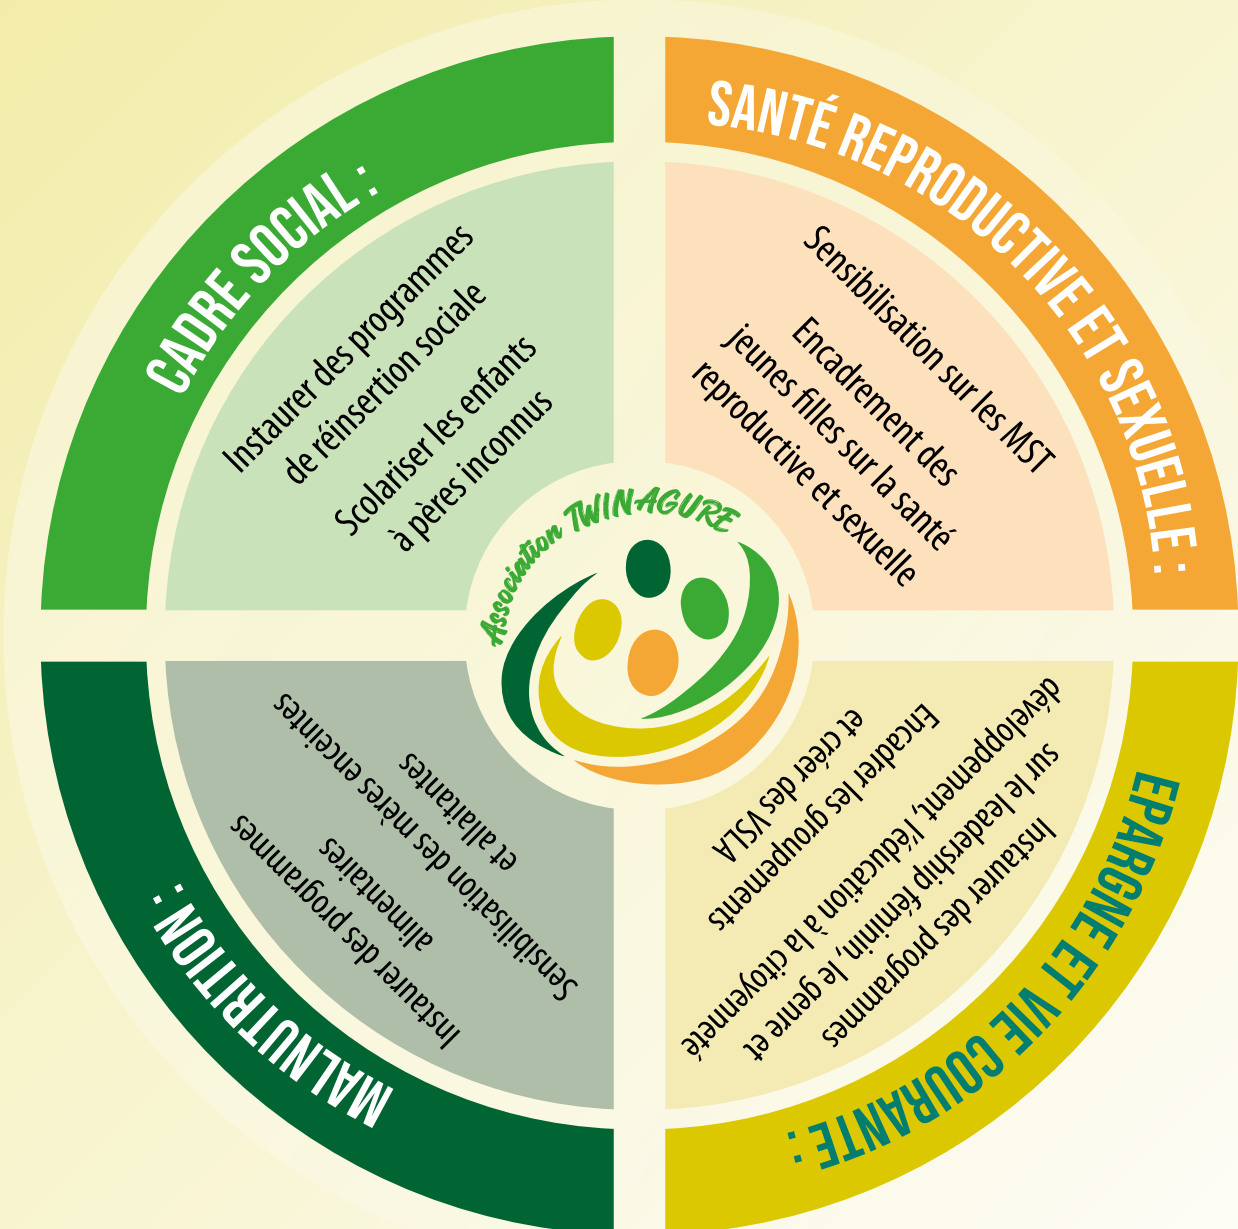 CADRE SOCIAL :
Instaurer des programmes
de réinsertion sociale
Scolariser les enfants
à pères inconnus
SANTÉ REPRODUCTIVE ET SEXUELLE :
Sensibilisation sur les MST
Encadrement des
jeunes filles sur la santé
reproductive et sexuelle
Association TWINAGURE
EPARGNE ET VIE COURANTE :
Instaurer des programmes
sur le leadership féminin, le genre et
développement, l'éducation à la citoyenneté
Encadrer les groupements
et créer des VSLA
MALNUTRITION :
Instaurer des programmes
alimentaires
Sensibilisation des mères enceintes
et allaitantes